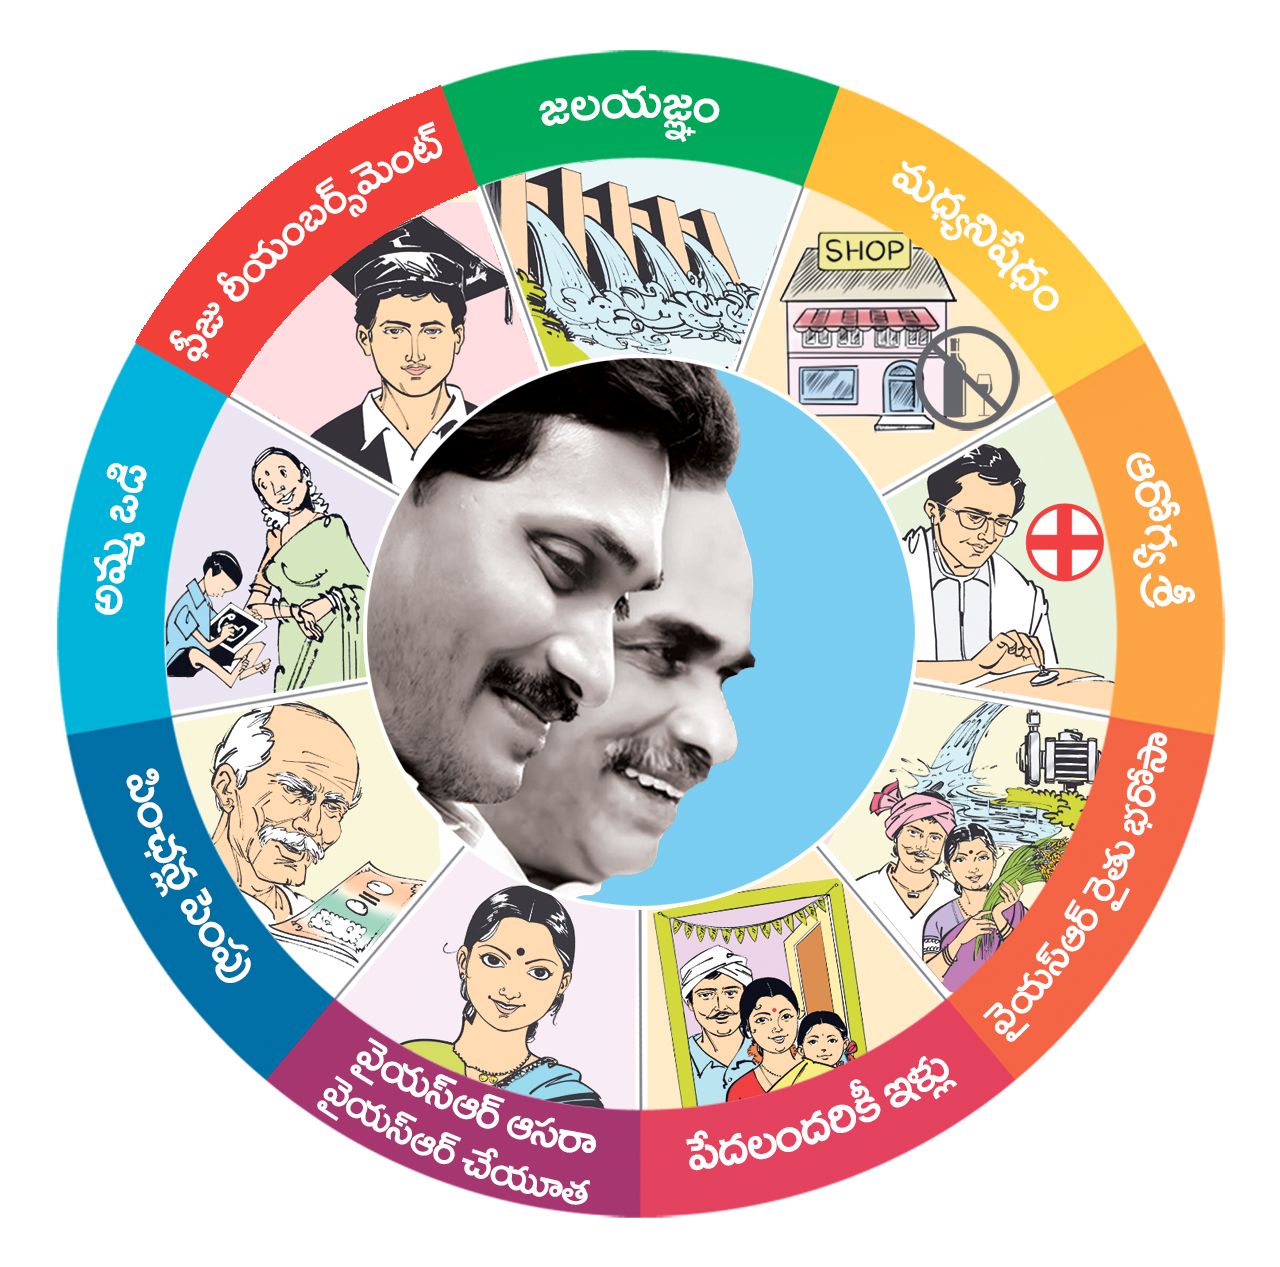 జలయజ్ఞం
మద్యనిషేధం
SHOP
ఆరోగ్య శ్రీ
వైయస్ఆర్ రైతు భరోసా
పేదలందరికీ ఇళ్లు
వైయస్ఆర్ ఆసరా
వైయస్ఆర్ చేయూత
పింఛన్ల పెంపు
అమ్మ ఒడి
ఫీజు రీయింబర్స్‌మెంట్